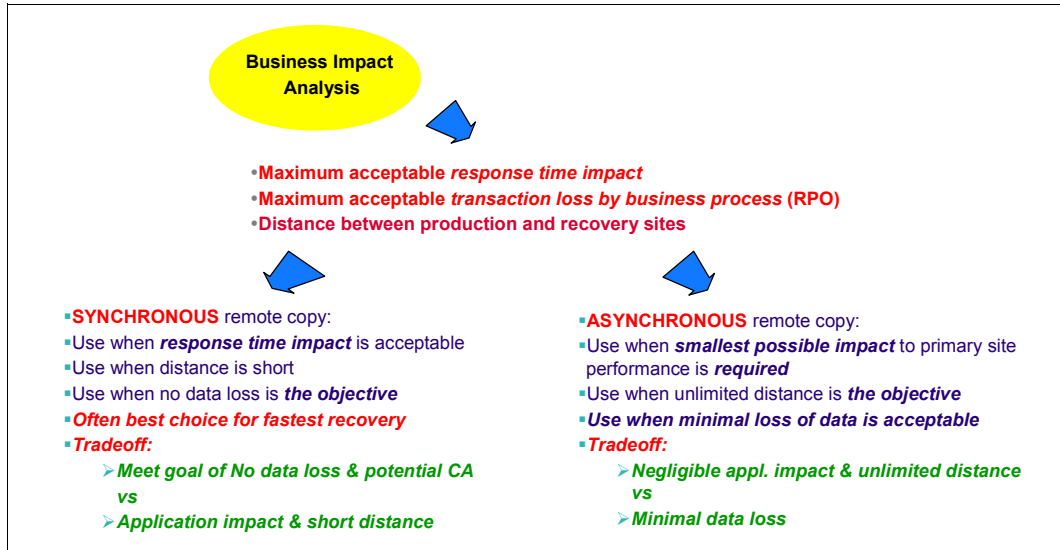 Business Impact
Analysis
•Maximum acceptable response time impact
•Maximum acceptable transaction loss by business process (RPO)
•Distance between production and recovery sites
▪SYNCHRONOUS remote copy:
▪Use when response time impact is acceptable
▪Use when distance is short
▪Use when no data loss is the objective
▪Often best choice for fastest recovery
▪Tradeoff:
➢Meet goal of No data loss & potential CA
vs
➢Application impact & short distance
▪ASYNCHRONOUS remote copy:
▪Use when smallest possible impact to primary site
performance is required
▪Use when unlimited distance is the objective
▪Use when minimal loss of data is acceptable
▪Tradeoff:
➢Negligible appl. impact & unlimited distance
vs
➢Minimal data loss